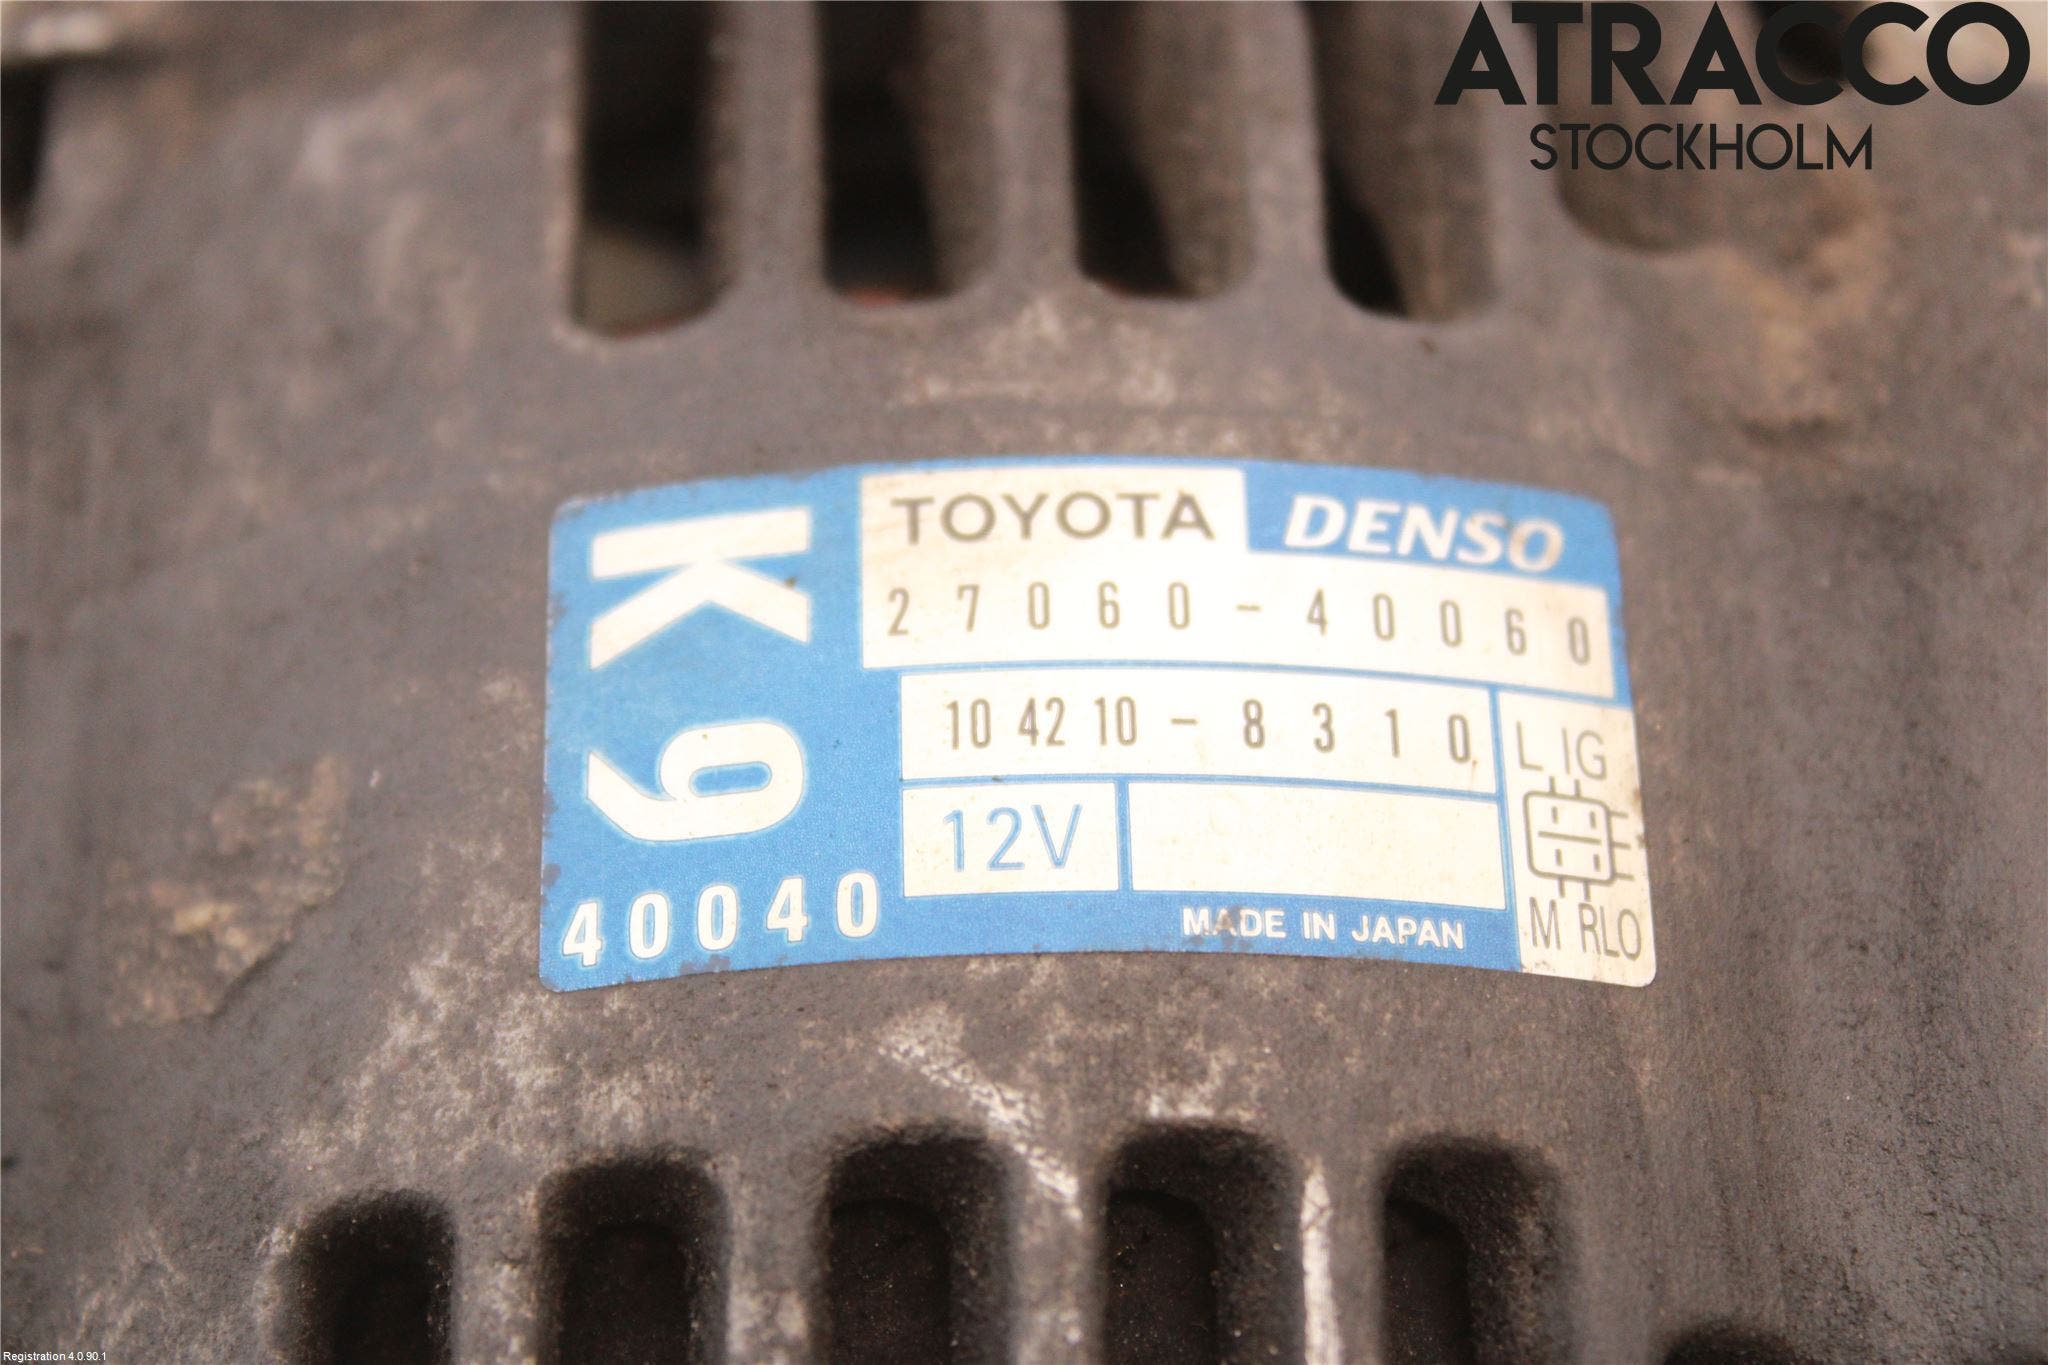 ATRACCO
STOCKHOLM
K9
TOYOTA DENSO
27060-40060
104210-8310
L IG
12V
E
M RLO
40040
MADE IN JAPAN
Registration 4.0.90.1